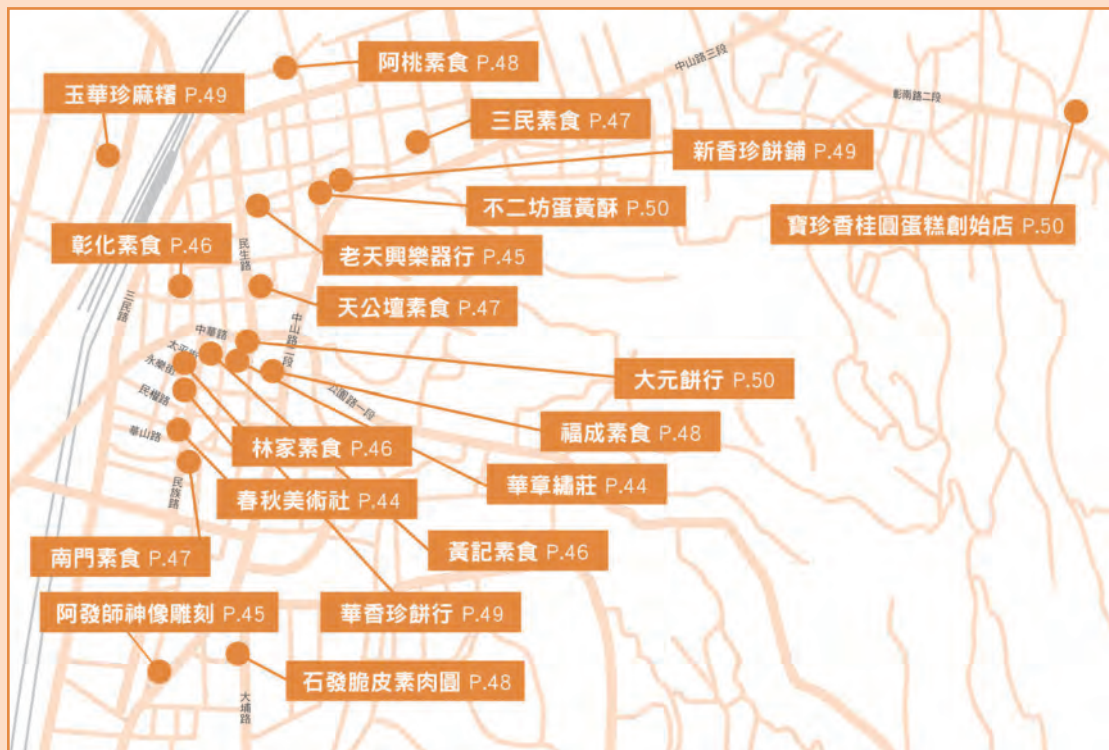 阿桃素食 P.48
中山路三段
玉華珍麻糬 P.49
彰南路二段
三民素食 P.47
新香珍餅鋪 P.49
不二坊蛋黃酥 P.50
寶珍香桂圓蛋糕創始店 P.50
彰化素食 P.46
民生路
老天興樂器行 P.45
天公壇素食 P.47
三民路
中山路二段
中華路
太平街
永樂街
大元餅行 P.50
民權路
公園路一段
福成素食 P.48
華山路
林家素食 P.46
華章繡莊 P.44
民族路
春秋美術社 P.44
黃記素食 P.46
南門素食 P.47
阿發師神像雕刻 P.45
華香珍餅行 P.49
石發脆皮素肉圓 P.48
大埔路